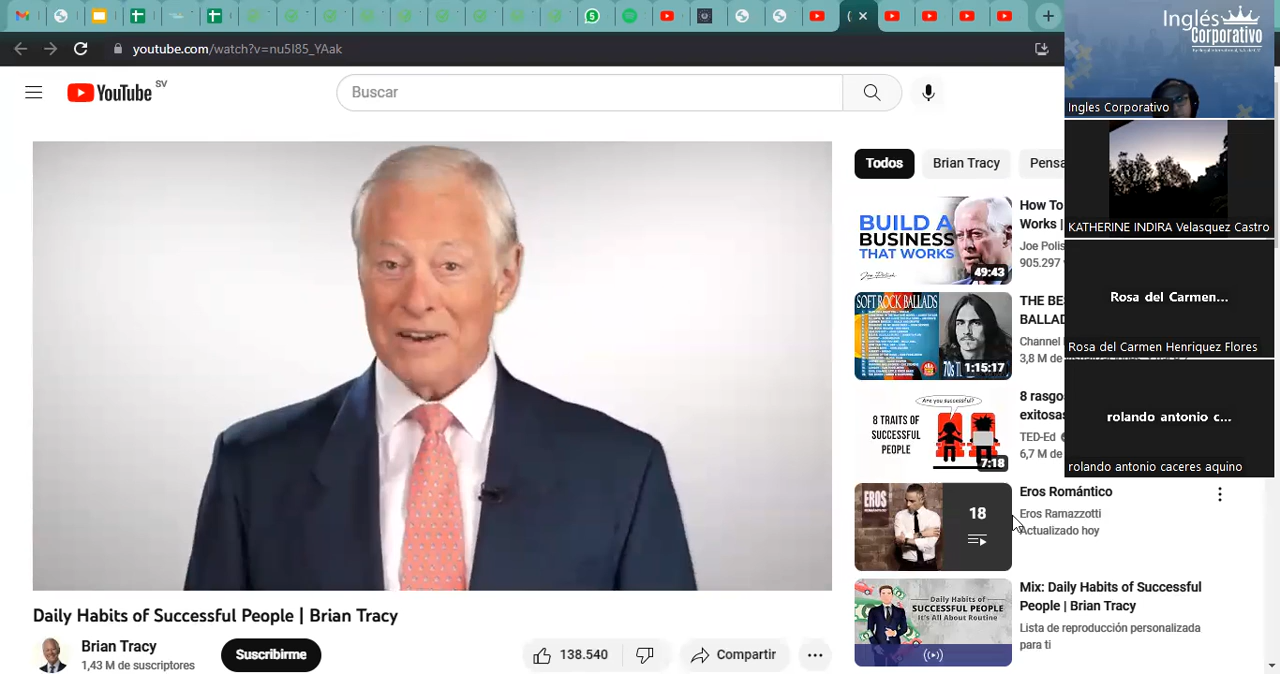 5
(
youtube.com/watch?v=nu5I85_YAak
YouTube SV
Buscar
Todos
Brian Tracy
Pensa
BUILD A
BUSINESS
THAT WORKS
49:43
How To
Works |
Joe Polis
905.297
SOFT ROCK BALLADS
70s
1:15:17
THE BE
BALLAD
Channel
3,8 M de
Are you successful?
8 TRAITS OF
SUCCESSFUL
PEOPLE
7:18
8 rasgo
exitosa
TED-Ed
6,7 M de
EROS
18
Eros Romántico
Eros Ramazzotti
Actualizado hoy
Daily Habits of
SUCCESSFUL PEOPLE
It's All About Routine
Mix: Daily Habits of Successful
People | Brian Tracy
Lista de reproducción personalizada
para ti
Daily Habits of Successful People | Brian Tracy
Brian Tracy
1,43 M de suscriptores
Suscribirme
138.540
Compartir
Inglés
Corporativo
Ingles Corporativo
KATHERINE INDIRA Velasquez Castro
Rosa del Carmen...
Rosa del Carmen Henriquez Flores
rolando antonio c...
rolando antonio caceres aquino